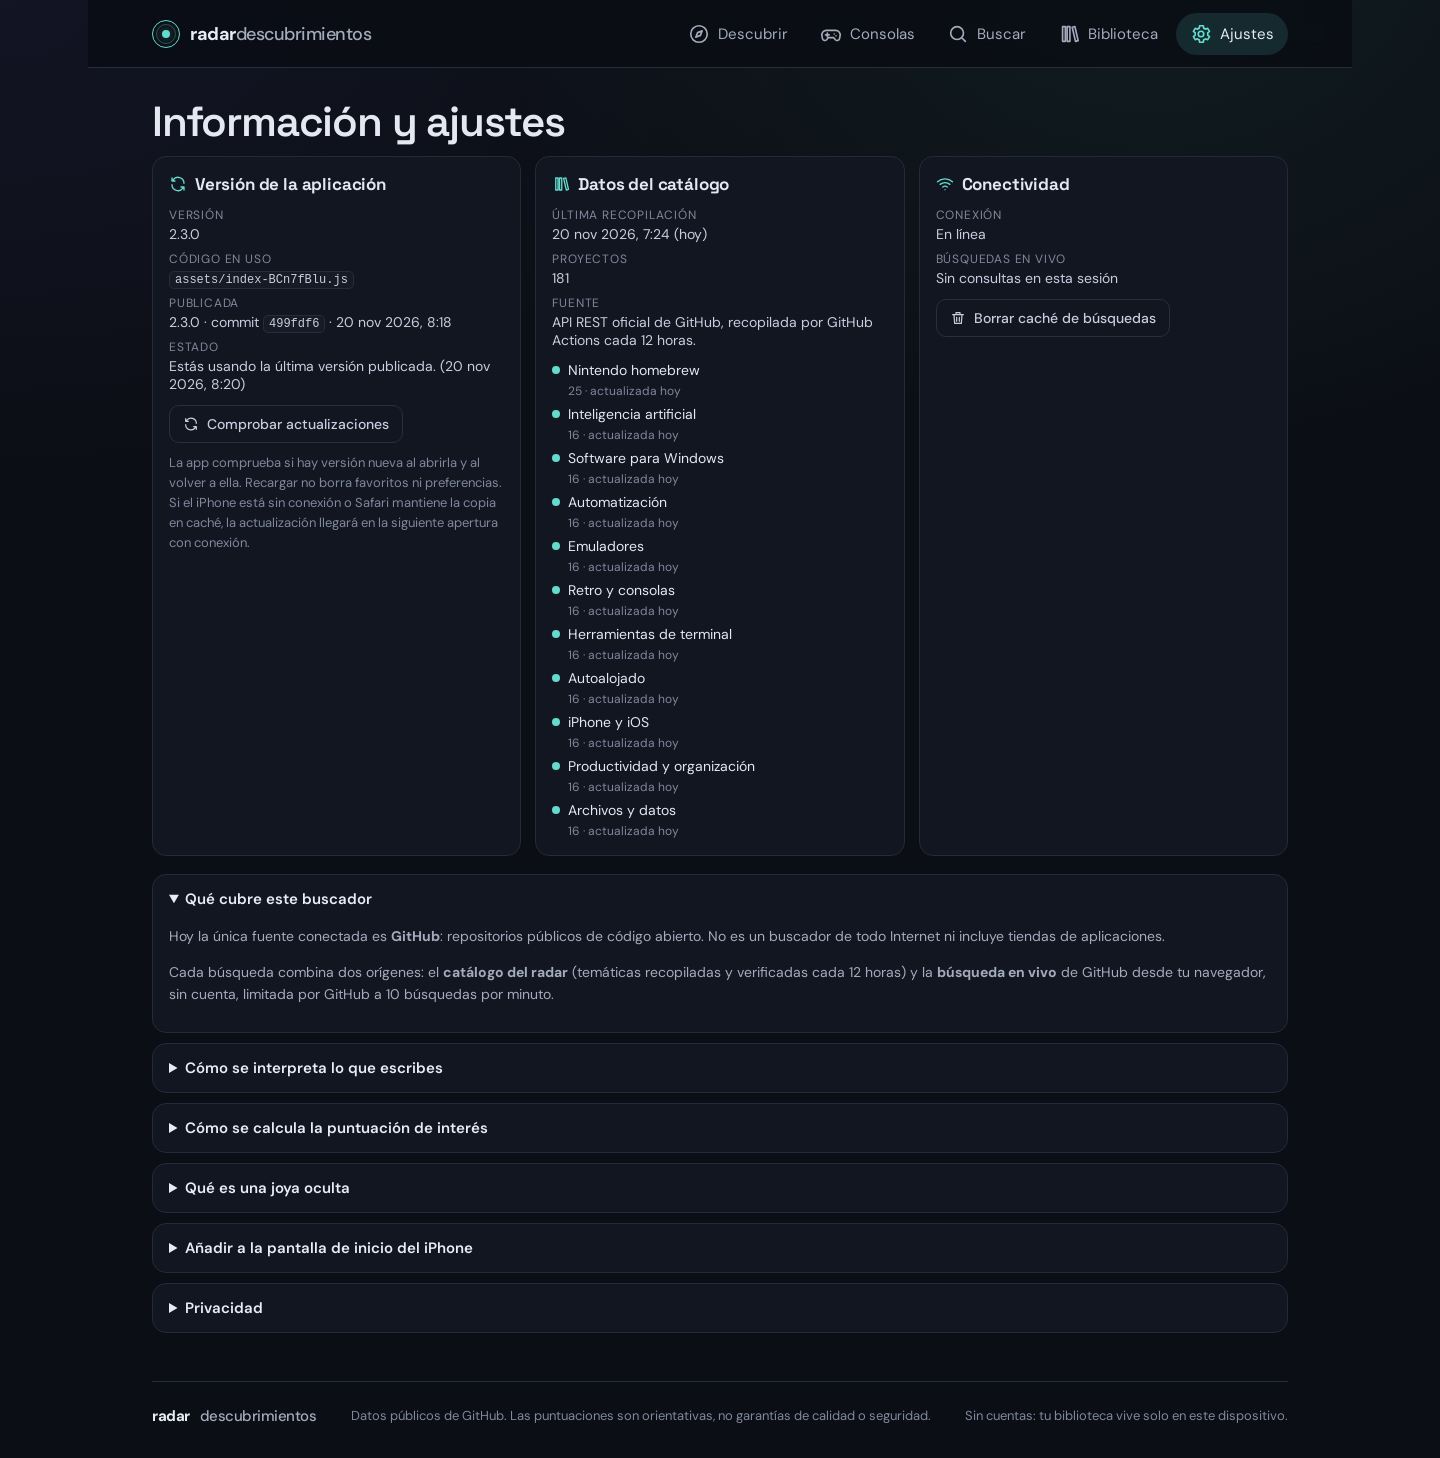 radardescubrimientos
Descubrir
Consolas
Buscar
Biblioteca
Ajustes
Información y ajustes
Versión de la aplicación
VERSIÓN
2.3.0
CÓDIGO EN USO
assets/index-BCn7fBlu.js
PUBLICADA
2.3.0 · commit 499fdf6 · 20 nov 2026, 8:18
ESTADO
Estás usando la última versión publicada. (20 nov
2026, 8:20)
Comprobar actualizaciones
La app comprueba si hay versión nueva al abrirla y al
volver a ella. Recargar no borra favoritos ni preferencias.
Si el iPhone está sin conexión o Safari mantiene la copia
en caché, la actualización llegará en la siguiente apertura
con conexión.
Datos del catálogo
ÚLTIMA RECOPILACIÓN
20 nov 2026, 7:24 (hoy)
PROYECTOS
181
FUENTE
API REST oficial de GitHub, recopilada por GitHub
Actions cada 12 horas.
Nintendo homebrew
25 · actualizada hoy
Inteligencia artificial
16 · actualizada hoy
Software para Windows
16 · actualizada hoy
Automatización
16 · actualizada hoy
Emuladores
16 · actualizada hoy
Retro y consolas
16 · actualizada hoy
Herramientas de terminal
16 · actualizada hoy
Autoalojado
16 · actualizada hoy
iPhone y iOS
16 · actualizada hoy
Productividad y organización
16 · actualizada hoy
Archivos y datos
16 · actualizada hoy
Conectividad
CONEXIÓN
En línea
BÚSQUEDAS EN VIVO
Sin consultas en esta sesión
Borrar caché de búsquedas
Qué cubre este buscador
Hoy la única fuente conectada es GitHub: repositorios públicos de código abierto. No es un buscador de todo Internet ni incluye tiendas de aplicaciones.
Cada búsqueda combina dos orígenes: el catálogo del radar (temáticas recopiladas y verificadas cada 12 horas) y la búsqueda en vivo de GitHub desde tu navegador,
sin cuenta, limitada por GitHub a 10 búsquedas por minuto.
Cómo se interpreta lo que escribes
Cómo se calcula la puntuación de interés
Qué es una joya oculta
Añadir a la pantalla de inicio del iPhone
Privacidad
radar descubrimientos
Datos públicos de GitHub. Las puntuaciones son orientativas, no garantías de calidad o seguridad.
Sin cuentas: tu biblioteca vive solo en este dispositivo.